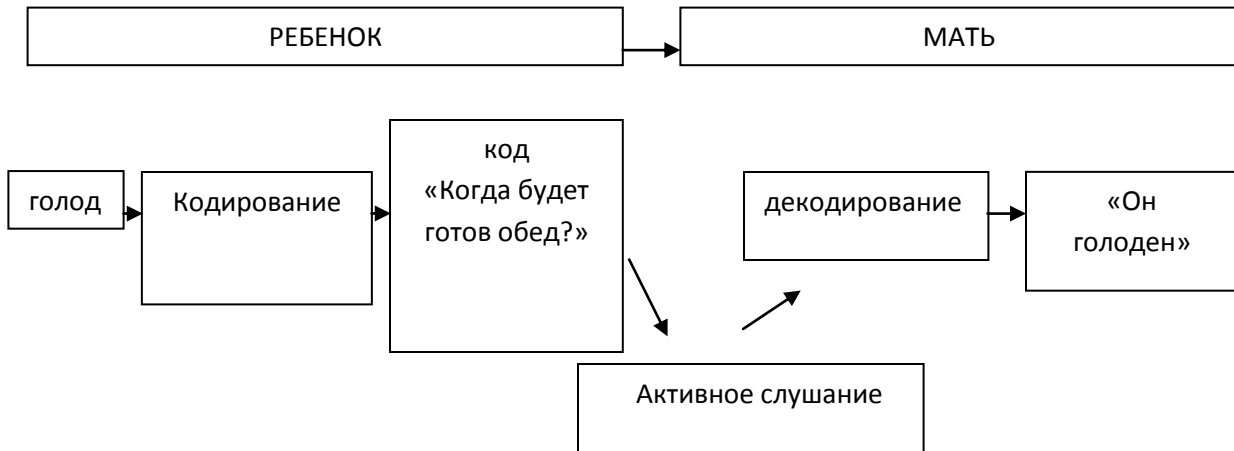 РЕБЕНОК
МАТЬ
голод
Кодирование
код
«Когда будет
готов обед?»
декодирование
«Он
голоден»
Активное слушание